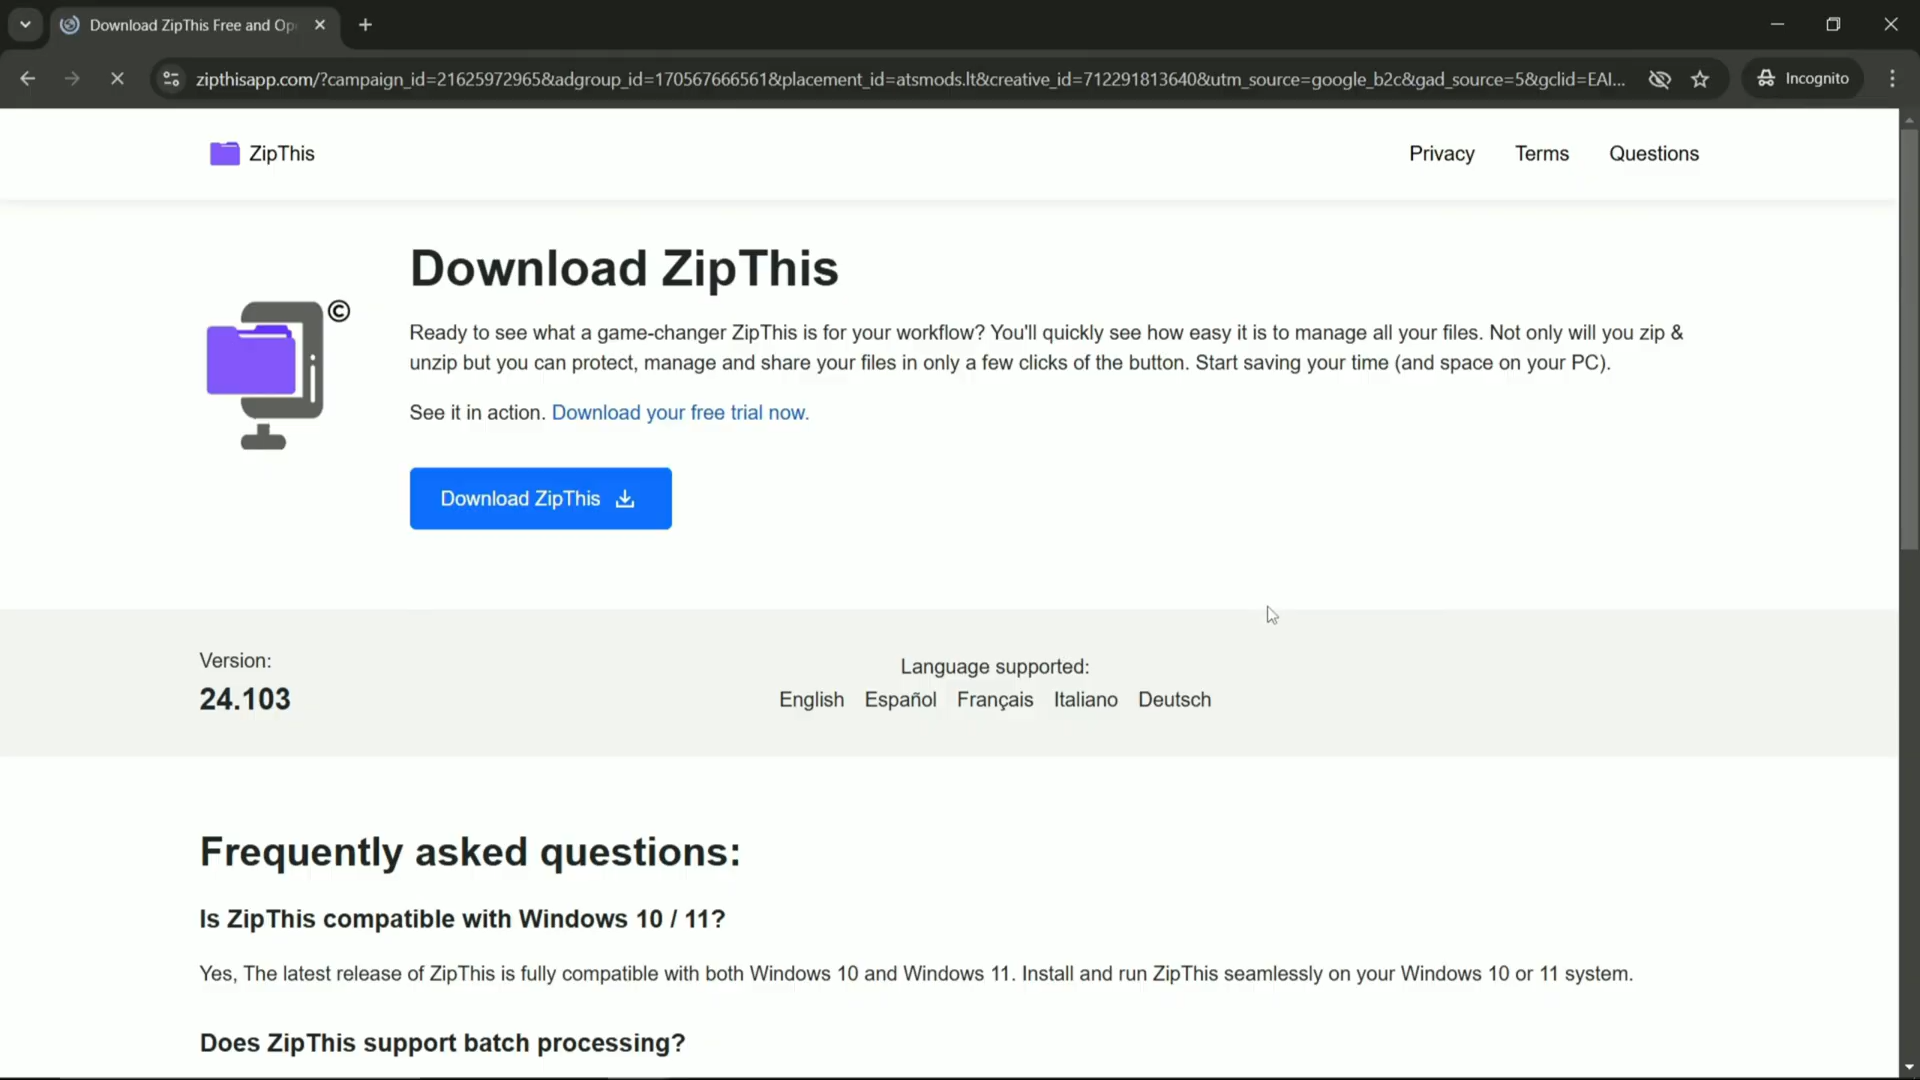 Download ZipThis Free and Op
zipthisapp.com/?campaign_id=21625972965&adgroup_id=170567666561&placement_id=atsmods.lt&creative_id=712291813640&utm_source=google_b2c&gad_source=5&gclid=EAI...
Incognito
ZipThis
Privacy
Terms
Questions
Download ZipThis
©
Ready to see what a game-changer ZipThis is for your workflow? You'll quickly see how easy it is to manage all your files. Not only will you zip &
unzip but you can protect, manage and share your files in only a few clicks of the button. Start saving your time (and space on your PC).
See it in action. Download your free trial now.
Download ZipThis
Version:
24.103
Language supported:
English Español Français Italiano Deutsch
Frequently asked questions:
Is ZipThis compatible with Windows 10 / 11?
Yes, The latest release of ZipThis is fully compatible with both Windows 10 and Windows 11. Install and run ZipThis seamlessly on your Windows 10 or 11 system.
Does ZipThis support batch processing?